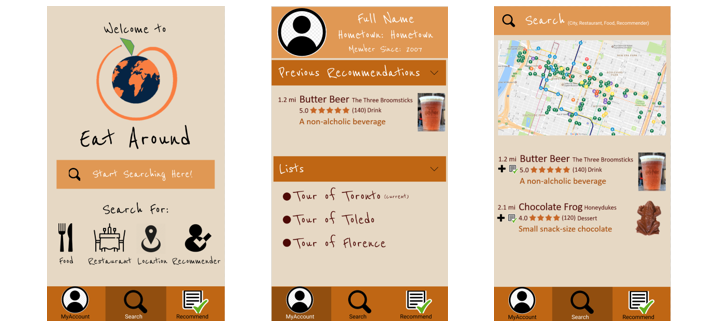 Welcome to
Eat Around
Start Searching Here!
Search For:
Food Restaurant Location Recommender
MyAccount Search Recommend
Full Name
Hometown: Hometown
Member Since: 2007
Previous Recommendations
1.2 mi Butter Beer The Three Broomsticks
5.0 ★★★★★ (140) Drink
A non-alcholic beverage
Lists
Tour of Toronto (current)
Tour of Toledo
Tour of Florence
MyAccount Search Recommend
Search (City, Restaurant, Food, Recommender)
1.2 mi Butter Beer The Three Broomsticks
5.0 ★★★★★ (140) Drink
A non-alcholic beverage
2.1 mi Chocolate Frog Honeydukes
4.0 ★★★★ (120) Dessert
Small snack-size chocolate
MyAccount Search Recommend